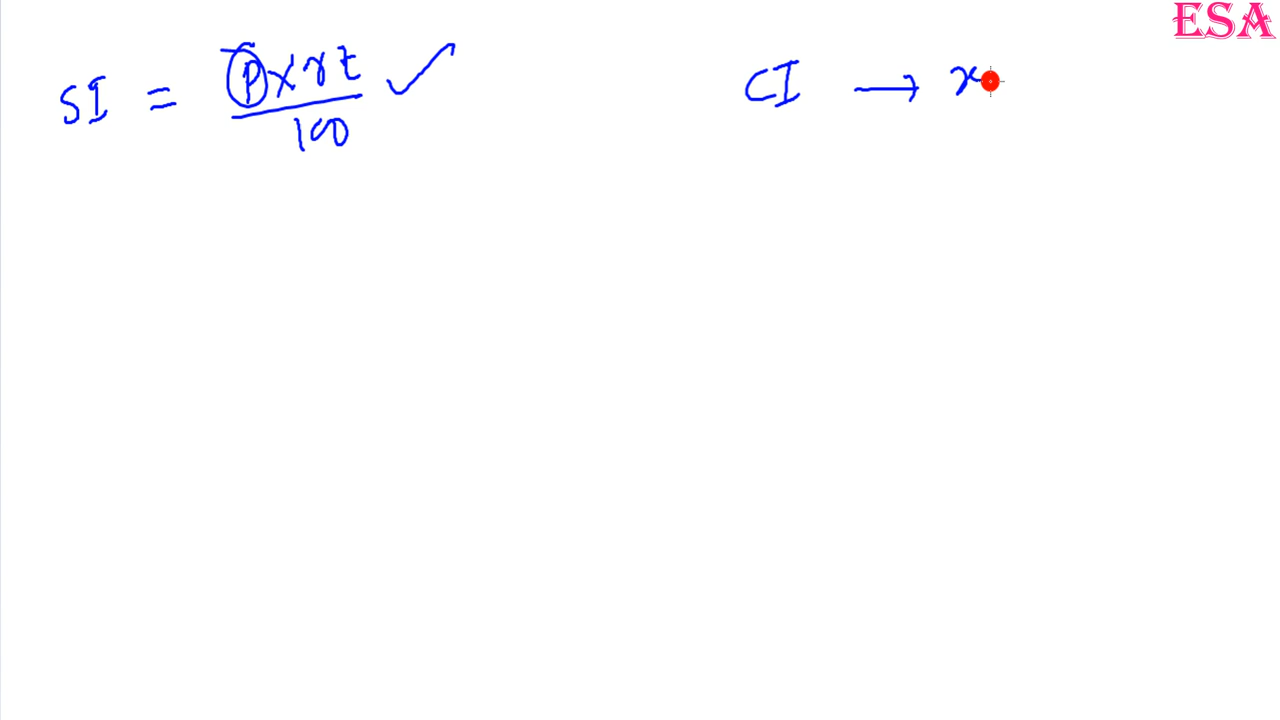 ESA
SI = P × r t / 100 ✓
CI → x